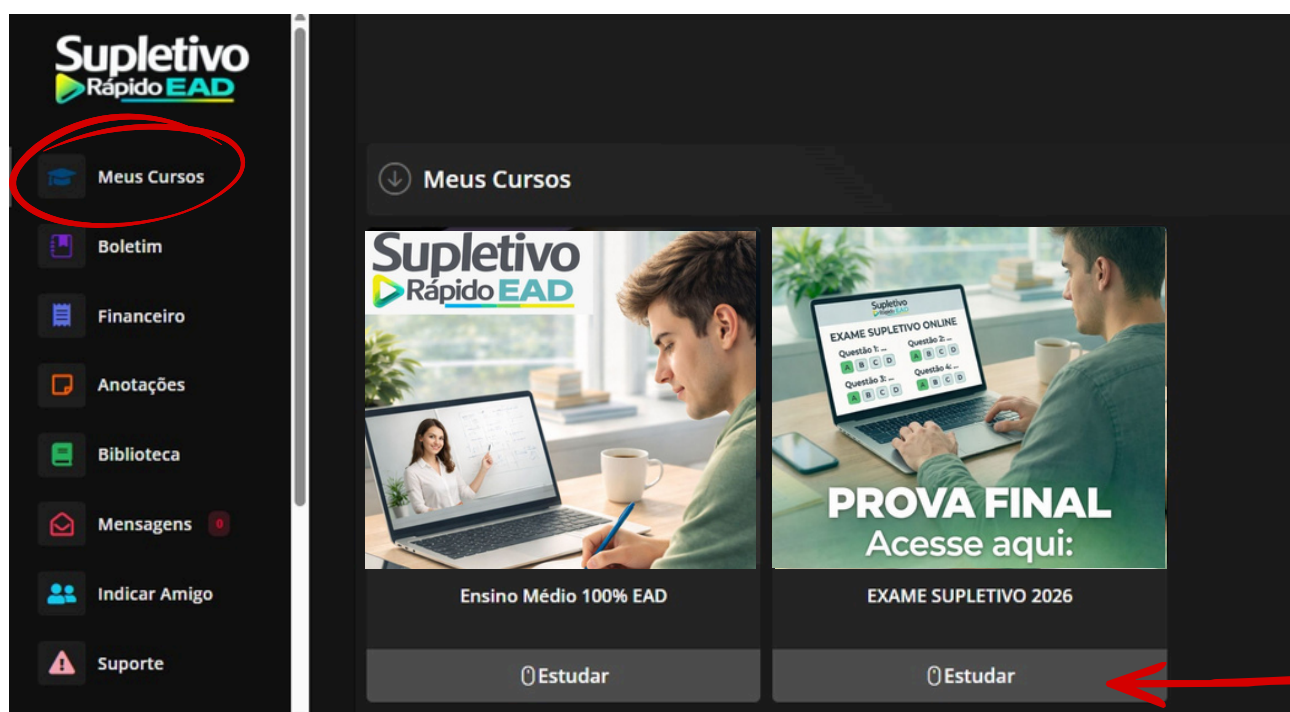 Supletivo
Rápido EAD
Meus Cursos
Boletim
Financeiro
Anotações
Biblioteca
Mensagens 0
Indicar Amigo
Suporte
Meus Cursos
Supletivo
Rápido EAD
Ensino Médio 100% EAD
Estudar
Supletivo
Rápido EAD
EXAME SUPLETIVO ONLINE
Questão 1: ...
A B C D
Questão 2: ...
A B C D
Questão 3: ...
A B C D
Questão 4: ...
A B C D
PROVA FINAL
Acesse aqui:
EXAME SUPLETIVO 2026
Estudar